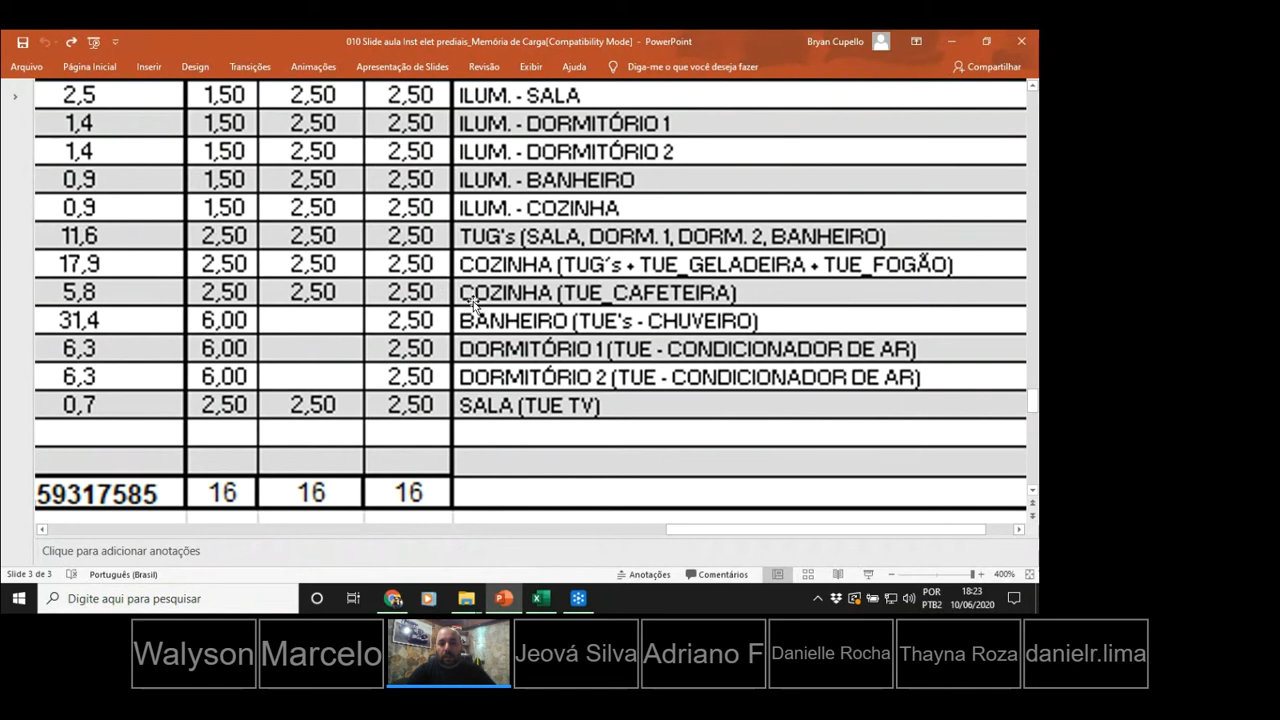 010 Slide aula Inst elet prediais_Memória de Carga[Compatibility Mode] - PowerPoint
Bryan Cupello
Arquivo Página Inicial Inserir Design Transições Animações Apresentação de Slides Revisão Exibir Ajuda Diga-me o que você deseja fazer Compartilhar
2,5 1,50 2,50 2,50 ILUM. - SALA
1,4 1,50 2,50 2,50 ILUM. - DORMITÓRIO 1
1,4 1,50 2,50 2,50 ILUM. - DORMITÓRIO 2
0,9 1,50 2,50 2,50 ILUM. - BANHEIRO
0,9 1,50 2,50 2,50 ILUM. - COZINHA
11,6 2,50 2,50 2,50 TUG's (SALA, DORM. 1, DORM. 2, BANHEIRO)
17,9 2,50 2,50 2,50 COZINHA (TUG´s + TUE_GELADEIRA + TUE_FOGÃO)
5,8 2,50 2,50 2,50 COZINHA (TUE_CAFETEIRA)
31,4 6,00 2,50 BANHEIRO (TUE's - CHUVEIRO)
6,3 6,00 2,50 DORMITÓRIO 1 (TUE - CONDICIONADOR DE AR)
6,3 6,00 2,50 DORMITÓRIO 2 (TUE - CONDICIONADOR DE AR)
0,7 2,50 2,50 2,50 SALA (TUE TV)
59317585 16 16 16
Clique para adicionar anotações
Slide 3 de 3 Português (Brasil) Anotações Comentários 400%
Digite aqui para pesquisar
POR 18:23
PTB2 10/06/2020
Walyson Marcelo Jeová Silva Adriano F Danielle Rocha Thayna Roza danielr.lima